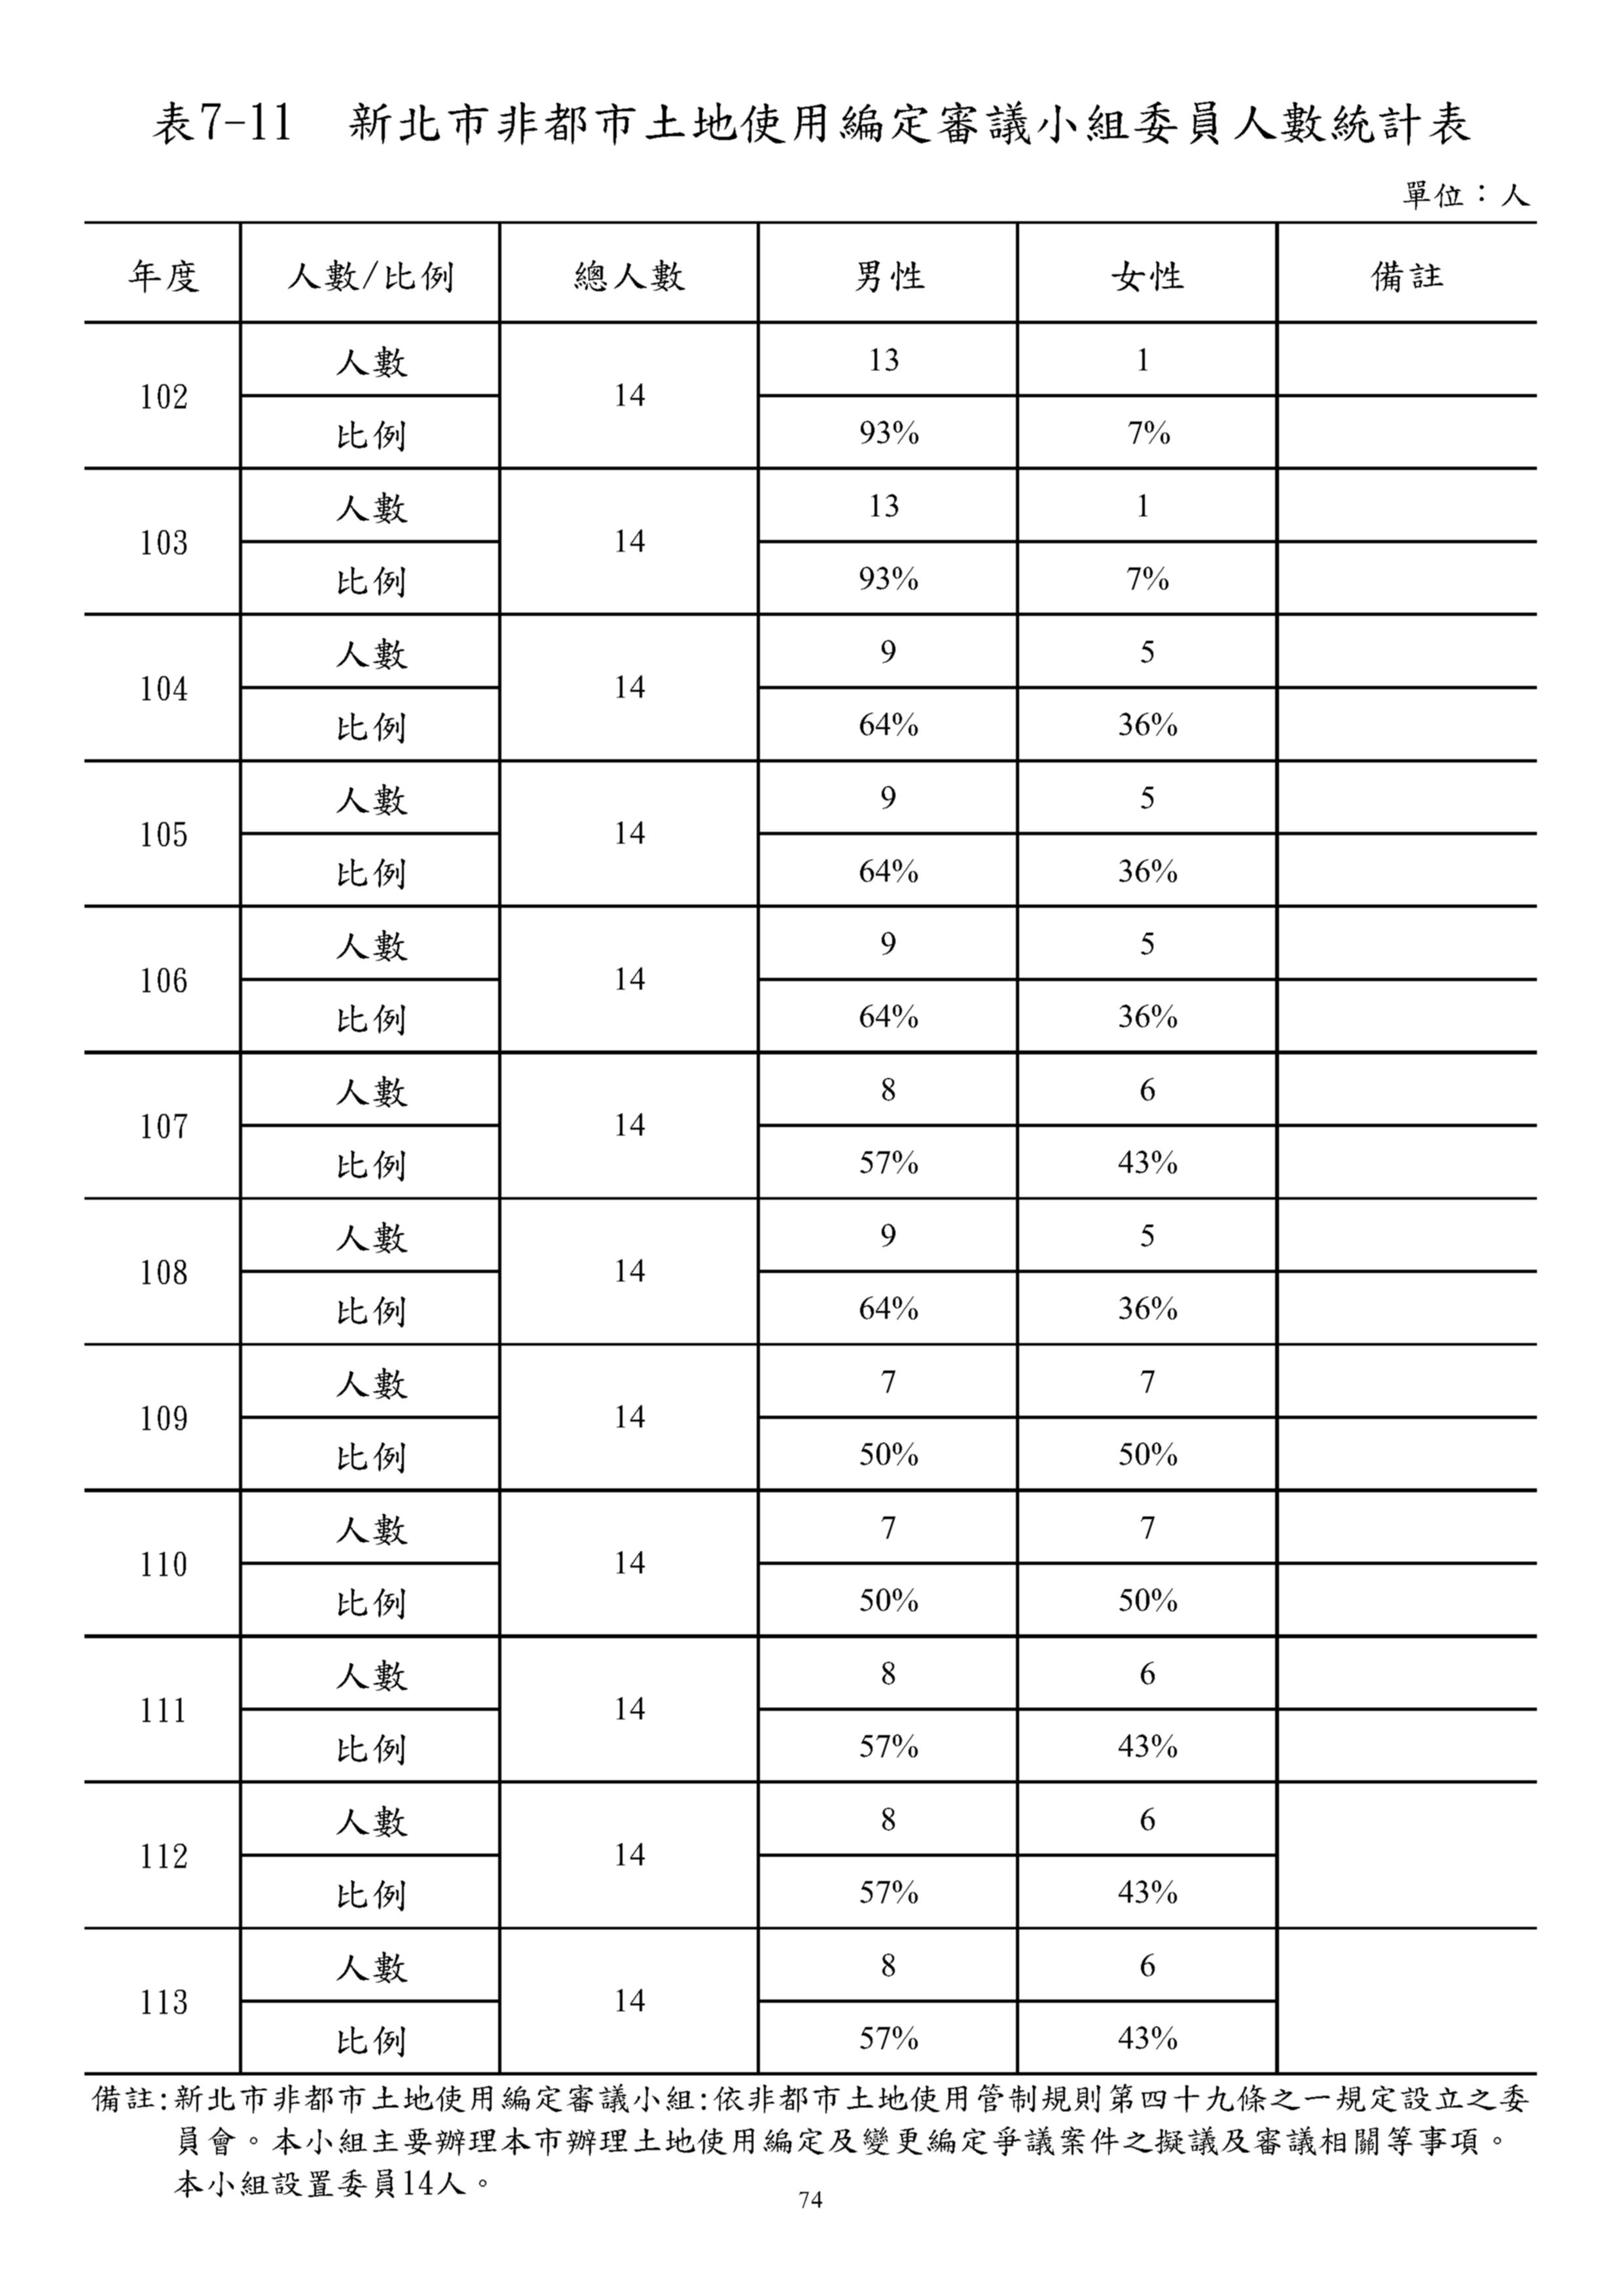 表7-11　新北市非都市土地使用編定審議小組委員人數統計表
單位：人
年度 人數/比例 總人數 男性 女性 備註
102 人數 14 13 1
比例 93% 7%
103 人數 14 13 1
比例 93% 7%
104 人數 14 9 5
比例 64% 36%
105 人數 14 9 5
比例 64% 36%
106 人數 14 9 5
比例 64% 36%
107 人數 14 8 6
比例 57% 43%
108 人數 14 9 5
比例 64% 36%
109 人數 14 7 7
比例 50% 50%
110 人數 14 7 7
比例 50% 50%
111 人數 14 8 6
比例 57% 43%
112 人數 14 8 6
比例 57% 43%
113 人數 14 8 6
比例 57% 43%
備註:新北市非都市土地使用編定審議小組:依非都市土地使用管制規則第四十九條之一規定設立之委
員會。本小組主要辦理本市辦理土地使用編定及變更編定爭議案件之擬議及審議相關等事項。
本小組設置委員14人。
74